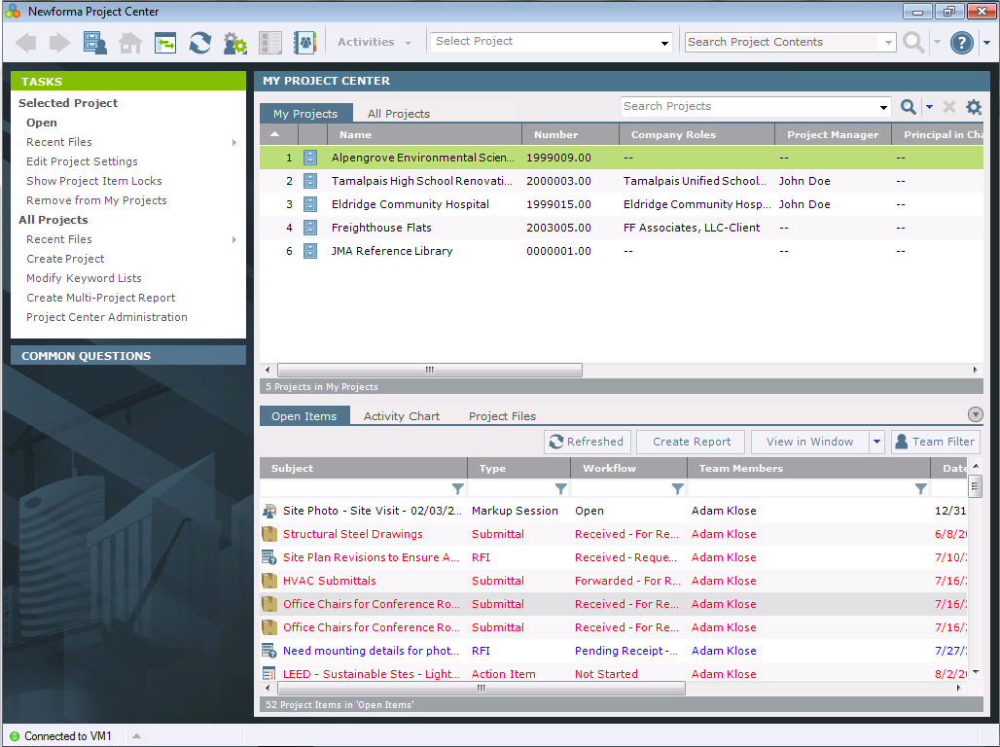 Newforma Project Center
Activities
Select Project
Search Project Contents
TASKS
Selected Project
Open
Recent Files
Edit Project Settings
Show Project Item Locks
Remove from My Projects
All Projects
Recent Files
Create Project
Modify Keyword Lists
Create Multi-Project Report
Project Center Administration
COMMON QUESTIONS
MY PROJECT CENTER
My Projects All Projects Search Projects
Name Number Company Roles Project Manager Principal in Cha
1 Alpengrove Environmental Scien... 1999009.00 -- -- --
2 Tamalpais High School Renovati... 2000003.00 Tamalpais Unified School... John Doe --
3 Eldridge Community Hospital 1999015.00 Eldridge Community Hosp... John Doe --
4 Freighthouse Flats 2003005.00 FF Associates, LLC-Client -- --
6 JMA Reference Library 0000001.00 -- -- --
5 Projects in My Projects
Open Items Activity Chart Project Files
Refreshed Create Report View in Window Team Filter
Subject Type Workflow Team Members Date
Site Photo - Site Visit - 02/03/2... Markup Session Open Adam Klose 12/31
Structural Steel Drawings Submittal Received - For Re... Adam Klose 6/8/20
Site Plan Revisions to Ensure A... RFI Received - Reque... Adam Klose 7/10/2
HVAC Submittals Submittal Forwarded - For R... Adam Klose 7/16/2
Office Chairs for Conference Ro... Submittal Received - For Re... Adam Klose 7/16/2
Office Chairs for Conference Ro... Submittal Received - For Re... Adam Klose 7/16/2
Need mounting details for phot... RFI Pending Receipt -... Adam Klose 7/27/2
LEED - Sustainable Stes - Light... Action Item Not Started Adam Klose 8/2/20
52 Project Items in 'Open Items'
Connected to VM1